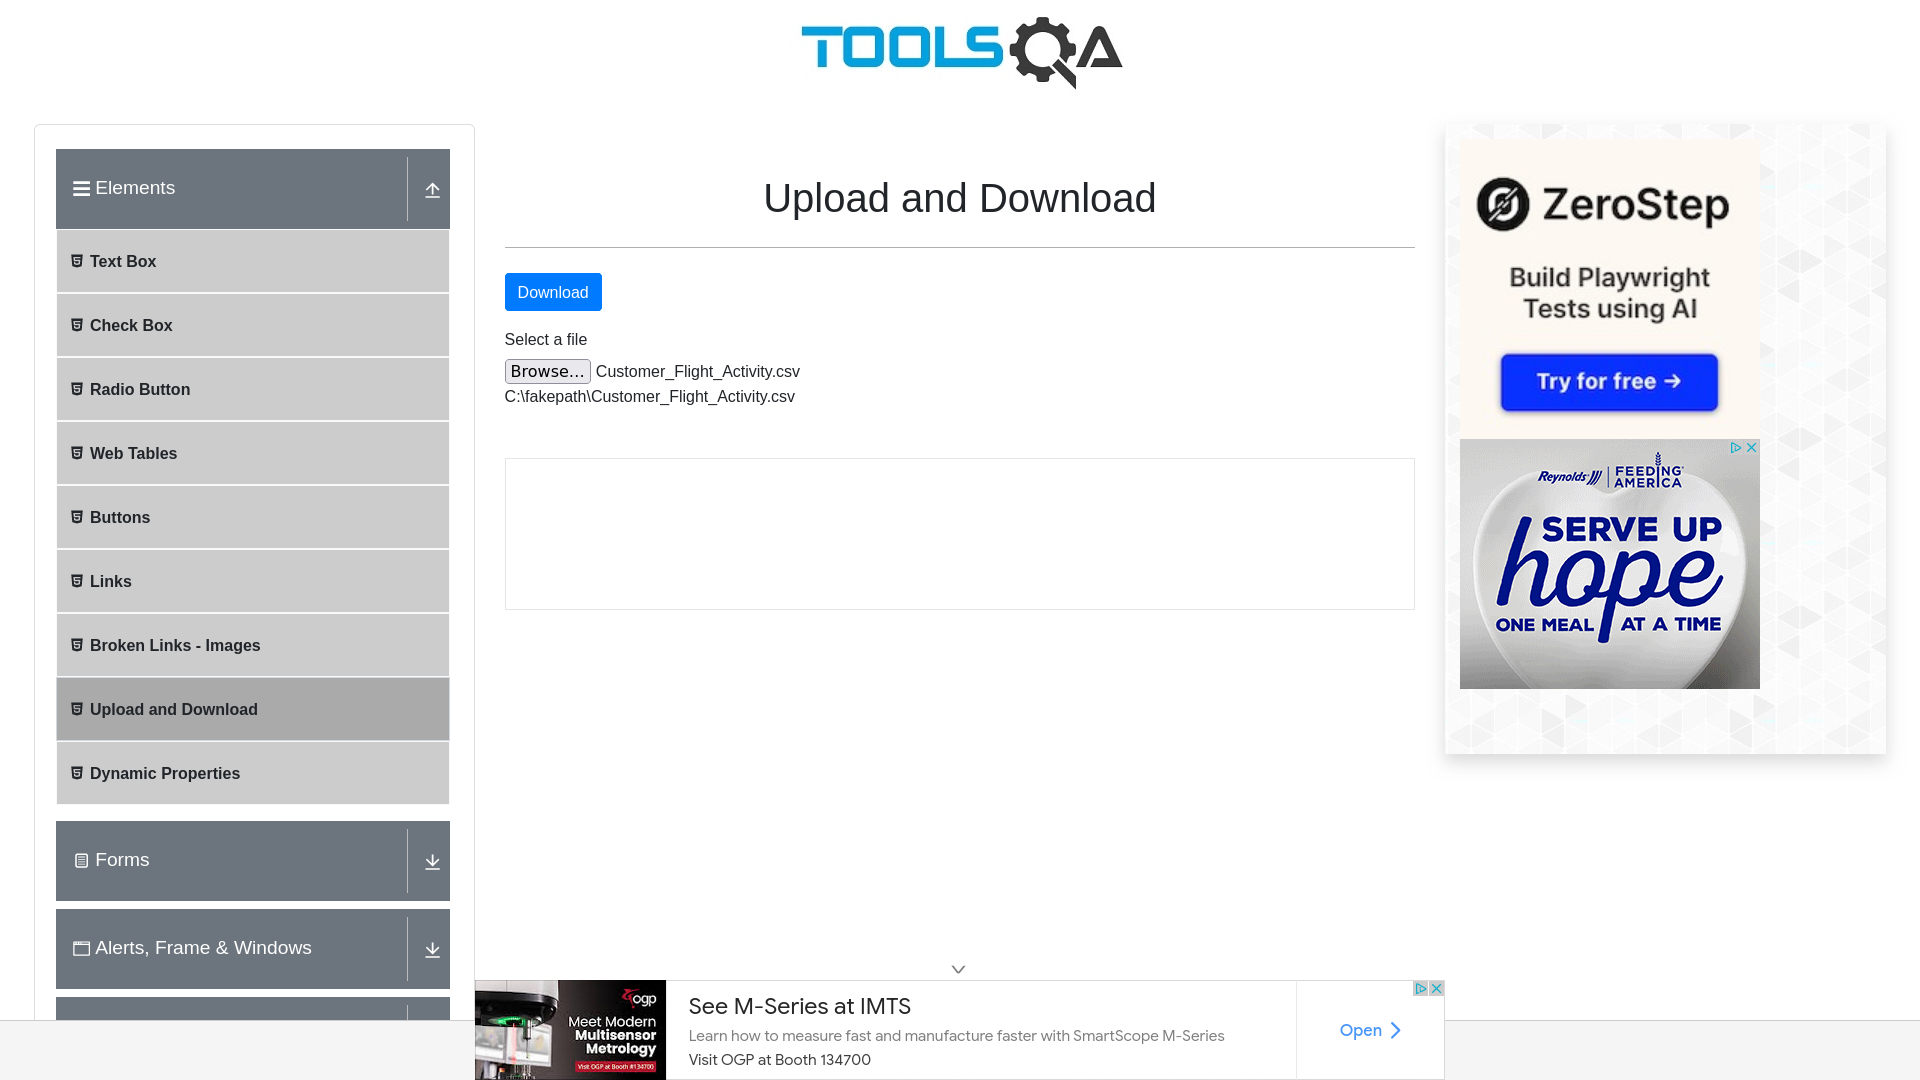 TOOLSQA
Elements
Text Box
Check Box
Radio Button
Web Tables
Buttons
Links
Broken Links - Images
Upload and Download
Dynamic Properties
Forms
Alerts, Frame & Windows
Upload and Download
Download
Select a file
Browse... Customer_Flight_Activity.csv
C:\fakepath\Customer_Flight_Activity.csv
ZeroStep
Build Playwright
Tests using AI
Try for free →
Reynolds FEEDING
AMERICA
SERVE UP
hope
ONE MEAL AT A TIME
ogp
Meet Modern
Multisensor
Metrology
Visit OGP at Booth #134700
See M-Series at IMTS
Learn how to measure fast and manufacture faster with SmartScope M-Series
Visit OGP at Booth 134700
Open